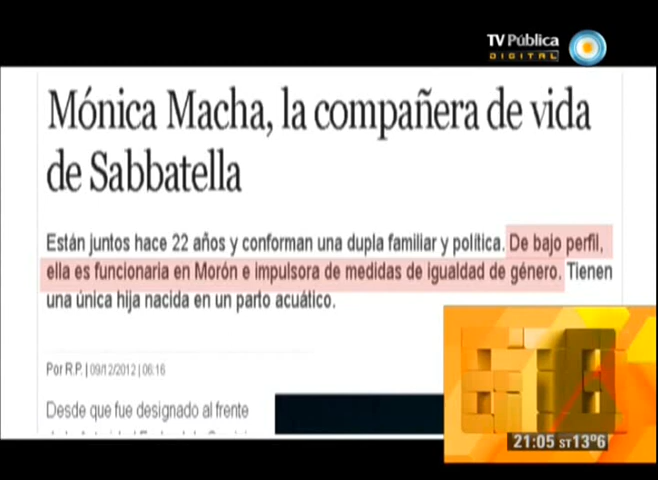 TV Pública
DIGITAL
Mónica Macha, la compañera de vida
de Sabbatella
Están juntos hace 22 años y conforman una dupla familiar y política. De bajo perfil,
ella es funcionaria en Morón e impulsora de medidas de igualdad de género. Tienen
una única hija nacida en un parto acuático.
Por R.P. | 09/12/2012 | 06:16
Desde que fue designado al frente
21:05 ST13º6